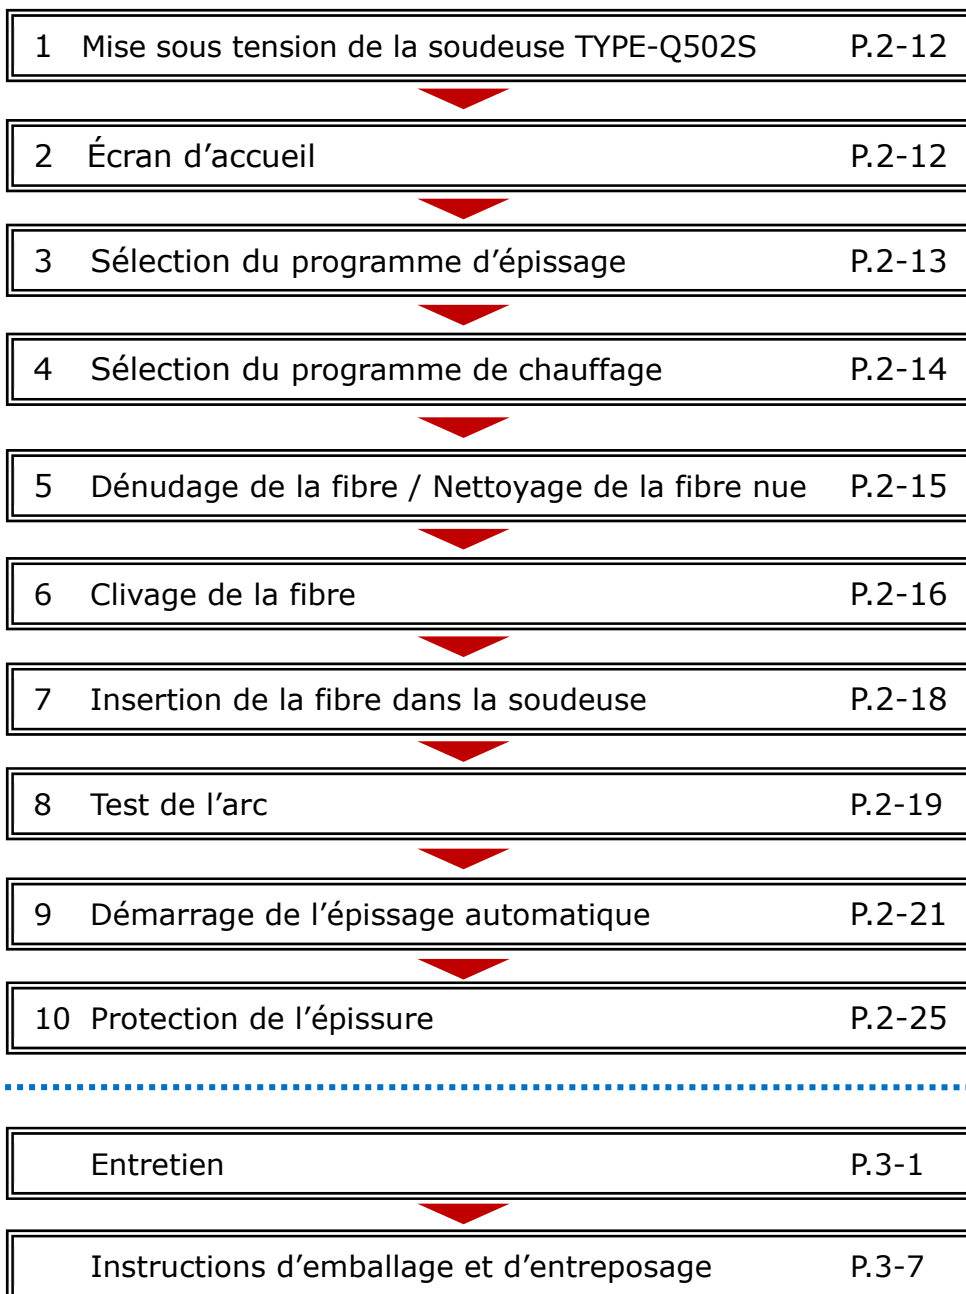 1 Mise sous tension de la soudeuse TYPE-Q502S P.2-12
2 Écran d’accueil P.2-12
3 Sélection du programme d’épissage P.2-13
4 Sélection du programme de chauffage P.2-14
5 Dénudage de la fibre / Nettoyage de la fibre nue P.2-15
6 Clivage de la fibre P.2-16
7 Insertion de la fibre dans la soudeuse P.2-18
8 Test de l’arc P.2-19
9 Démarrage de l’épissage automatique P.2-21
10 Protection de l’épissure P.2-25
Entretien P.3-1
Instructions d’emballage et d’entreposage P.3-7